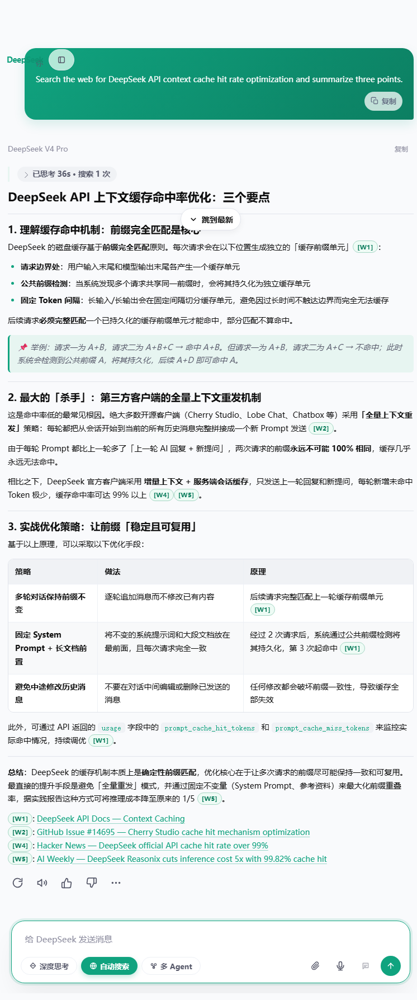 DeepSeek
你
Search the web for DeepSeek API context cache hit rate optimization and summarize three points.
复制
DeepSeek V4 Pro
复制
已思考 36s • 搜索 1 次
DeepSeek API 上下文缓存命中率优化：三个要点
跳到最新
1. 理解缓存命中机制：前缀完全匹配是核心
DeepSeek 的磁盘缓存基于前缀完全匹配原则。每次请求会在以下位置生成独立的「缓存前缀单元」 [W1]：
• 请求边界处：用户输入末尾和模型输出末尾各产生一个缓存单元
• 公共前缀检测：当系统发现多个请求共享同一前缀时，会将其持久化为独立缓存单元
• 固定 Token 间隔：长输入/长输出会在固定间隔切分缓存单元，避免因过长时间不触达边界而完全无法缓存
后续请求必须完整匹配一个已持久化的缓存前缀单元才能命中，部分匹配不算命中。
📌 举例：请求一为 A+B，请求二为 A+B+C → 命中 A+B。但请求一为 A+B，请求二为 A+C → 不命中；此时
系统会检测到公共前缀 A，将其持久化，后续 A+D 即可命中 A。
2. 最大的「杀手」：第三方客户端的全量上下文重发机制
这是命中率低的最常见根因。绝大多数开源客户端（Cherry Studio、Lobe Chat、Chatbox 等）采用「全量上下文重
发」策略：每轮都把从会话开始到当前的所有历史消息完整拼接成一个新 Prompt 发送 [W2]。
由于每轮 Prompt 都比上一轮多了「上一轮 AI 回复 + 新提问」，两次请求的前缀永远不可能 100% 相同，缓存几乎
永远无法命中。
相比之下，DeepSeek 官方客户端采用 增量上下文 + 服务端会话缓存，只发送上一轮回复和新提问，每轮新增未命中
Token 极少，缓存命中率可达 99% 以上 [W4] [W5]。
3. 实战优化策略：让前缀「稳定且可复用」
基于以上原理，可以采取以下优化手段：
策略 做法 原理
多轮对话保持前缀不
变
逐轮追加消息而不修改已有内容
后续请求完整匹配上一轮缓存前缀单元
[W1]
固定 System
Prompt + 长文档前
置
将不变的系统提示词和大段文档放在
最前面，且每次请求完全一致
经过 2 次请求后，系统通过公共前缀检测将
其持久化，第 3 次起命中 [W1]
避免中途修改历史消
息
不要在对话中间编辑或删除已发送的
消息
任何修改都会破坏前缀一致性，导致缓存全
部失效
此外，可通过 API 返回的 usage 字段中的 prompt_cache_hit_tokens 和 prompt_cache_miss_tokens 来监控实
际命中情况，持续调优 [W1]。
总结：DeepSeek 的缓存机制本质上是确定性前缀匹配，优化核心在于让多次请求的前缀尽可能保持一致和可复用。
最直接的提升手段是避免「全量重发」模式，并通过固定不变量（System Prompt、参考资料）来最大化前缀重叠
率，据实践报告这种方式可将推理成本降至原来的 1/5 [W5]。
[W1]: DeepSeek API Docs — Context Caching
[W2]: GitHub Issue #14695 — Cherry Studio cache hit mechanism optimization
[W4]: Hacker News — DeepSeek official API cache hit rate over 99%
[W5]: AI Weekly — DeepSeek Reasonix cuts inference cost 5x with 99.82% cache hit
给 DeepSeek 发送消息
深度思考 自动搜索 多 Agent